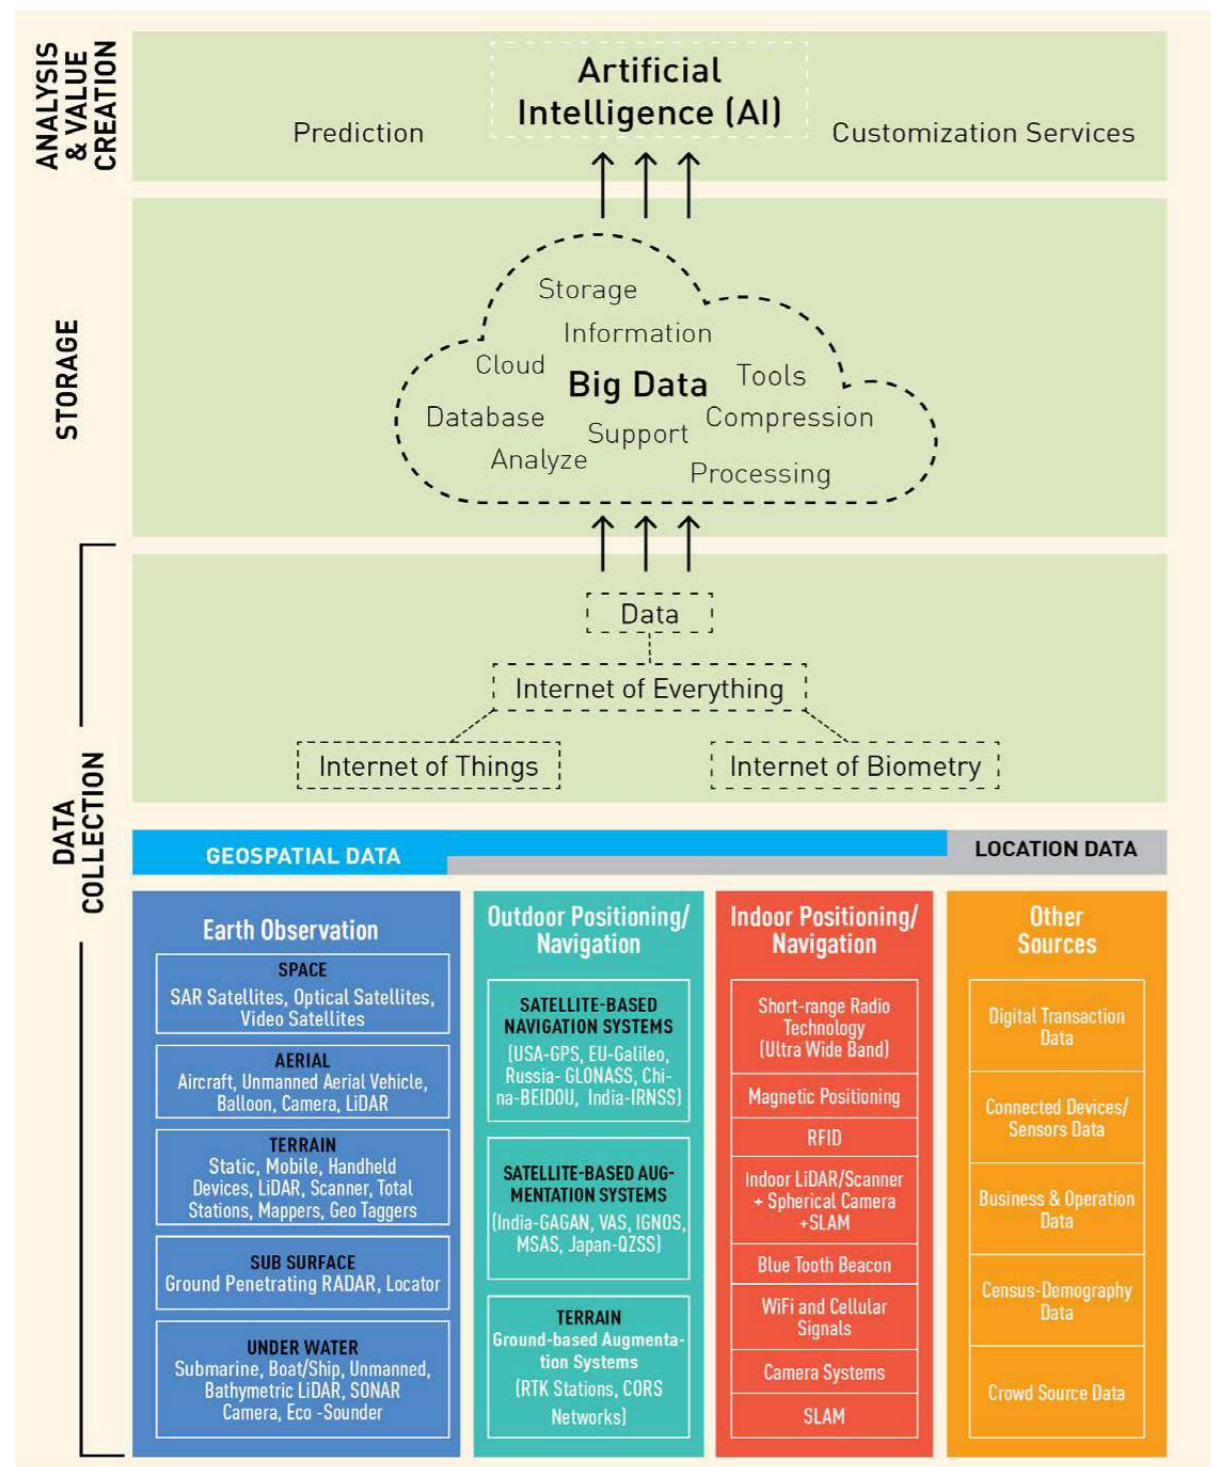 ANALYSIS
& VALUE
CREATION
Artificial
Intelligence (AI)
Prediction
Customization Services
STORAGE
Storage
Information
Cloud
Big Data
Tools
Database
Compression
Support
Analyze
Processing
DATA
COLLECTION
Data
Internet of Everything
Internet of Things
Internet of Biometry
GEOSPATIAL DATA
LOCATION DATA
Earth Observation
SPACE
SAR Satellites, Optical Satellites,
Video Satellites
AERIAL
Aircraft, Unmanned Aerial Vehicle,
Balloon, Camera, LiDAR
TERRAIN
Static, Mobile, Handheld
Devices, LiDAR, Scanner, Total
Stations, Mappers, Geo Taggers
SUB SURFACE
Ground Penetrating RADAR, Locator
UNDER WATER
Submarine, Boat/Ship, Unmanned,
Bathymetric LiDAR, SONAR
Camera, Eco -Sounder
Outdoor Positioning/
Navigation
SATELLITE-BASED
NAVIGATION SYSTEMS
(USA-GPS, EU-Galileo,
Russia- GLONASS, Chi-
na-BEIDOU, India-IRNSS)
SATELLITE-BASED AUG-
MENTATION SYSTEMS
(India-GAGAN, VAS, IGNOS,
MSAS, Japan-QZSS)
TERRAIN
Ground-based Augmenta-
tion Systems
(RTK Stations, CORS
Networks)
Indoor Positioning/
Navigation
Short-range Radio
Technology
(Ultra Wide Band)
Magnetic Positioning
RFID
Indoor LiDAR/Scanner
+ Spherical Camera
+SLAM
Blue Tooth Beacon
WiFi and Cellular
Signals
Camera Systems
SLAM
Other
Sources
Digital Transaction
Data
Connected Devices/
Sensors Data
Business & Operation
Data
Census-Demography
Data
Crowd Source Data